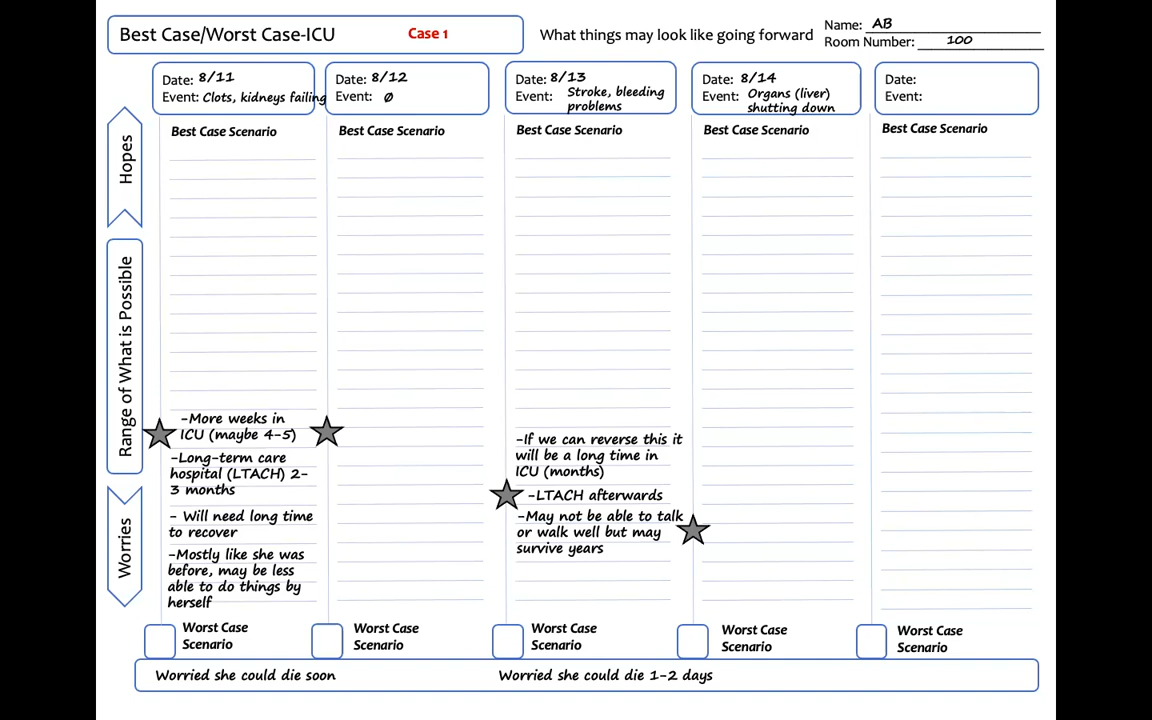 Best Case/Worst Case-ICU
Case 1
What things may look like going forward
Name: AB
Room Number: 100
Date: 8/11
Event: Clots, kidneys failing
Date: 8/12
Event: Ø
Date: 8/13
Event: Stroke, bleeding
problems
Date: 8/14
Event: Organs (liver)
shutting down
Date:
Event:
Hopes
Range of What is Possible
Worries
Best Case Scenario
Best Case Scenario
Best Case Scenario
Best Case Scenario
Best Case Scenario
-More weeks in
ICU (maybe 4-5)
-Long-term care
hospital (LTACH) 2-
3 months
- Will need long time
to recover
-Mostly like she was
before, may be less
able to do things by
herself
-If we can reverse this it
will be a long time in
ICU (months)
-LTACH afterwards
-May not be able to talk
or walk well but may
survive years
Worst Case
Scenario
Worst Case
Scenario
Worst Case
Scenario
Worst Case
Scenario
Worst Case
Scenario
Worried she could die soon
Worried she could die 1-2 days